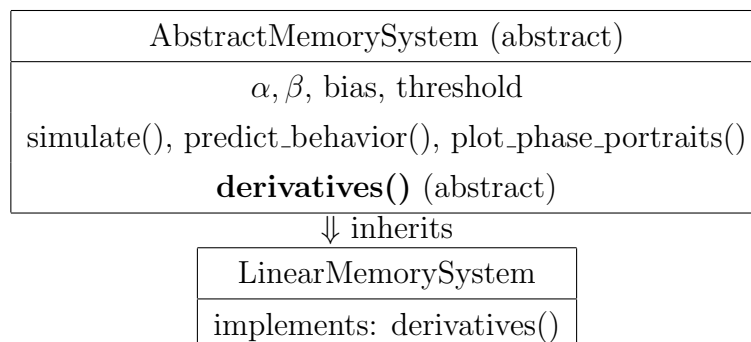 AbstractMemorySystem (abstract)
α, β, bias, threshold
simulate(), predict_behavior(), plot_phase_portraits()
derivatives() (abstract)
⇓ inherits
LinearMemorySystem
implements: derivatives()